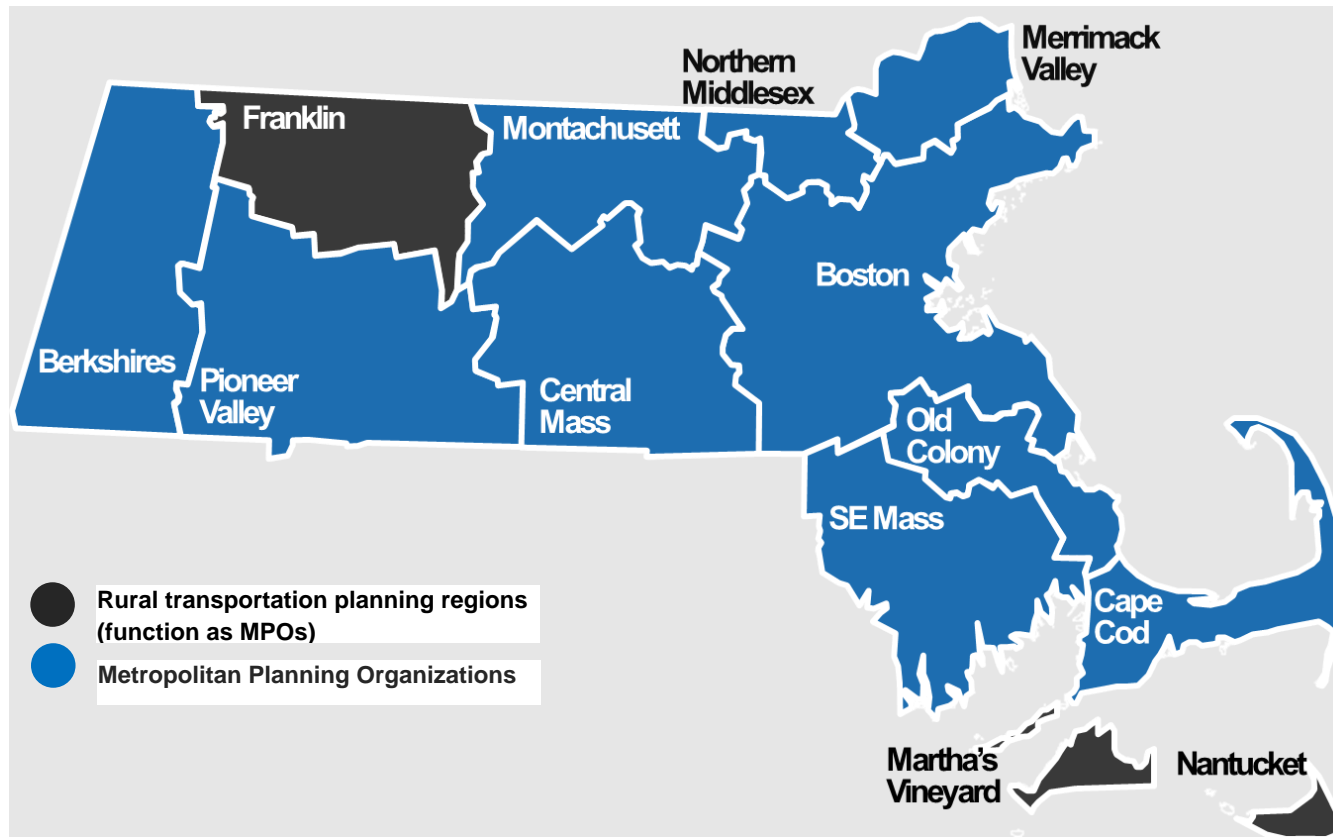 Merrimack
Valley
Northern
Middlesex
Franklin
Montachusett
Boston
Berkshires
Pioneer
Valley
Central
Mass
Old
Colony
SE Mass
Cape
Cod
Rural transportation planning regions
(function as MPOs)
Metropolitan Planning Organizations
Martha's
Vineyard
Nantucket